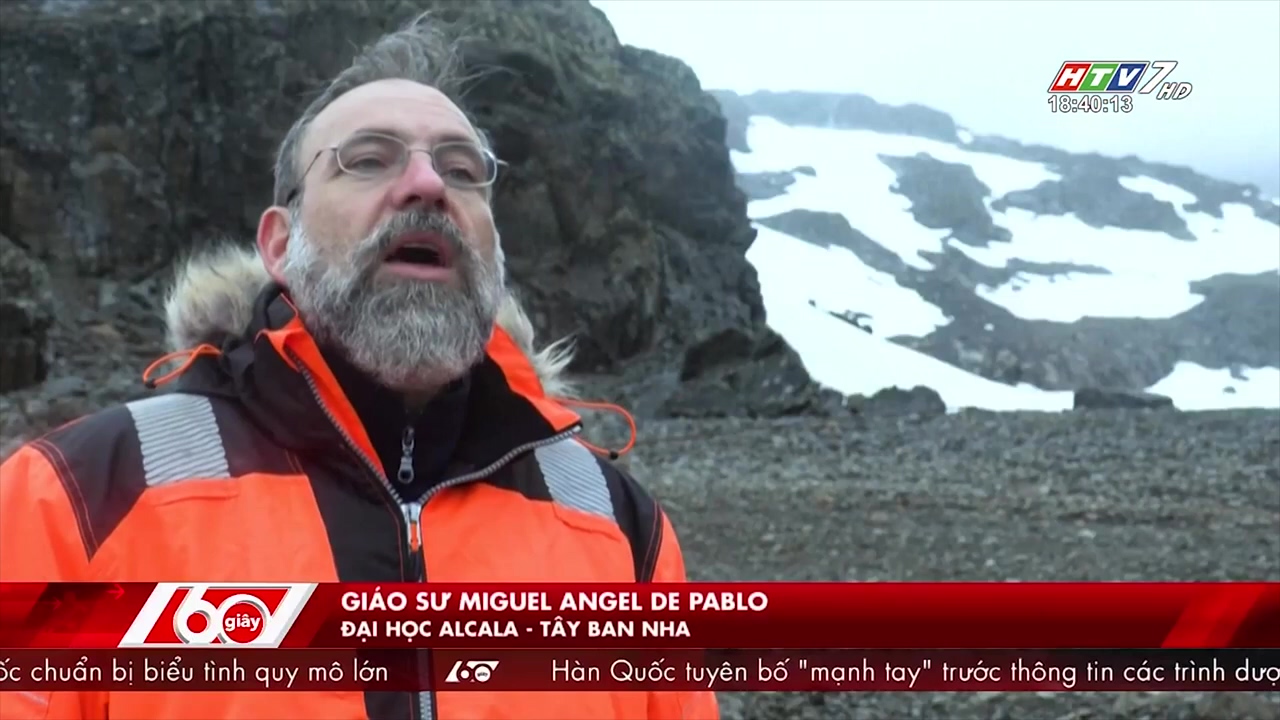 HTV7 HD
18:40:13
60 giây
GIÁO SƯ MIGUEL ANGEL DE PABLO
ĐẠI HỌC ALCALA - TÂY BAN NHA
ốc chuẩn bị biểu tình quy mô lớn 60 giây Hàn Quốc tuyên bố "mạnh tay" trước thông tin các trình dượ